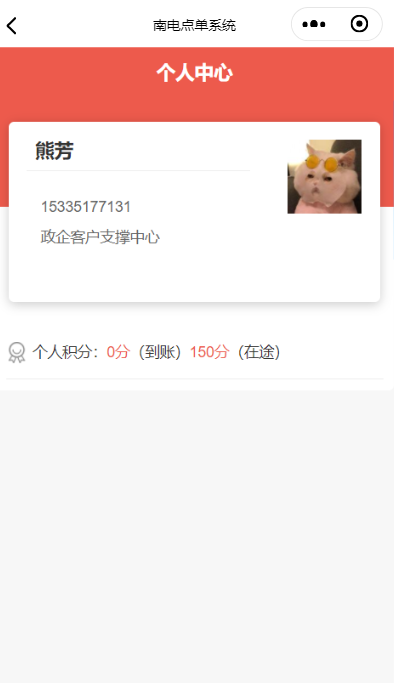 南电点单系统
个人中心
熊芳
15335177131
政企客户支撑中心
个人积分：0分（到账）150分（在途）